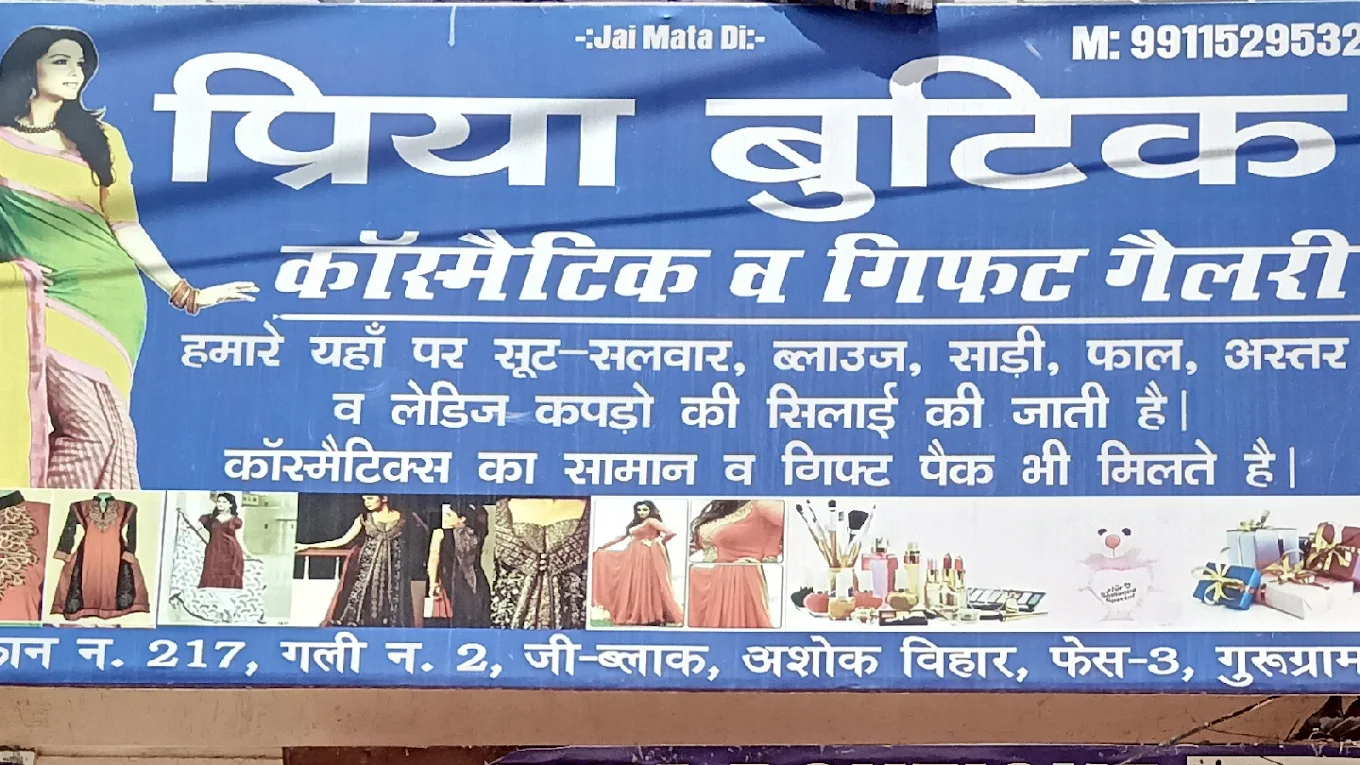 -:Jai Mata Di:-
M: 9911529532
प्रिया बुटिक
कॉस्मैटिक व गिफट गैलरी
हमारे यहाँ पर सूट-सलवार, ब्लाउज, साड़ी, फाल, अस्तर
व लेडिज कपड़ो की सिलाई की जाती है।
कॉस्मैटिक्स का सामान व गिफ्ट पैक भी मिलते है।
न. 217, गली न. 2, जी-ब्लाक, अशोक विहार, फेस-3, गुरूग्राम